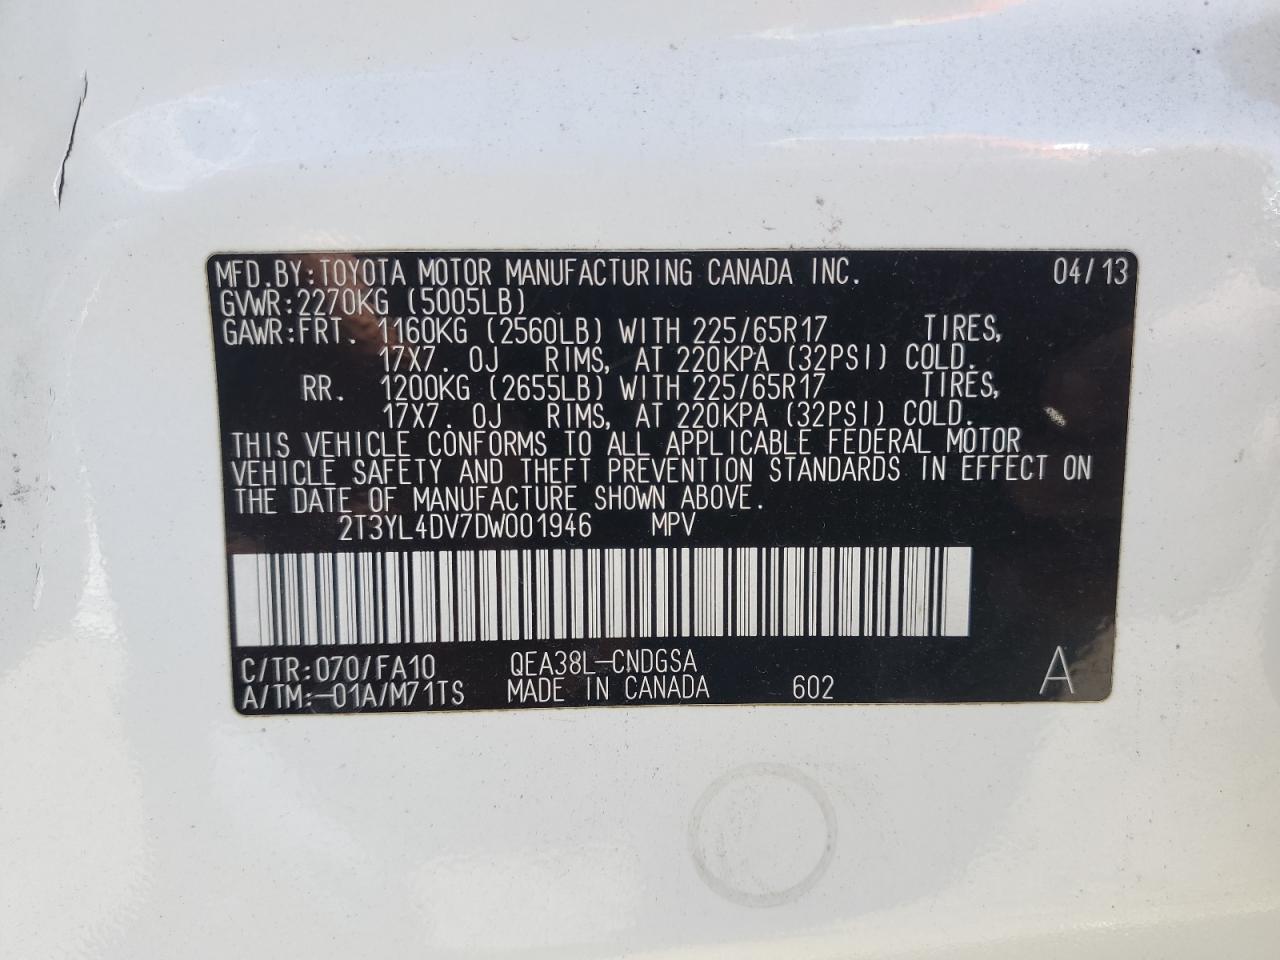 MFD.BY:TOYOTA MOTOR MANUFACTURING CANADA INC. 04/13
GVWR:2270KG (5005LB)
GAWR:FRT. 1160KG (2560LB) WITH 225/65R17 TIRES,
17X7. 0J RIMS, AT 220KPA (32PSI) COLD.
RR. 1200KG (2655LB) WITH 225/65R17 TIRES,
17X7. 0J RIMS, AT 220KPA (32PSI) COLD.
THIS VEHICLE CONFORMS TO ALL APPLICABLE FEDERAL MOTOR
VEHICLE SAFETY AND THEFT PREVENTION STANDARDS IN EFFECT ON
THE DATE OF MANUFACTURE SHOWN ABOVE.
2T3YL4DV7DW001946 MPV
C/TR:070/FA10 QEA38L-CNDGSA A
A/TM:-01A/M71TS MADE IN CANADA 602